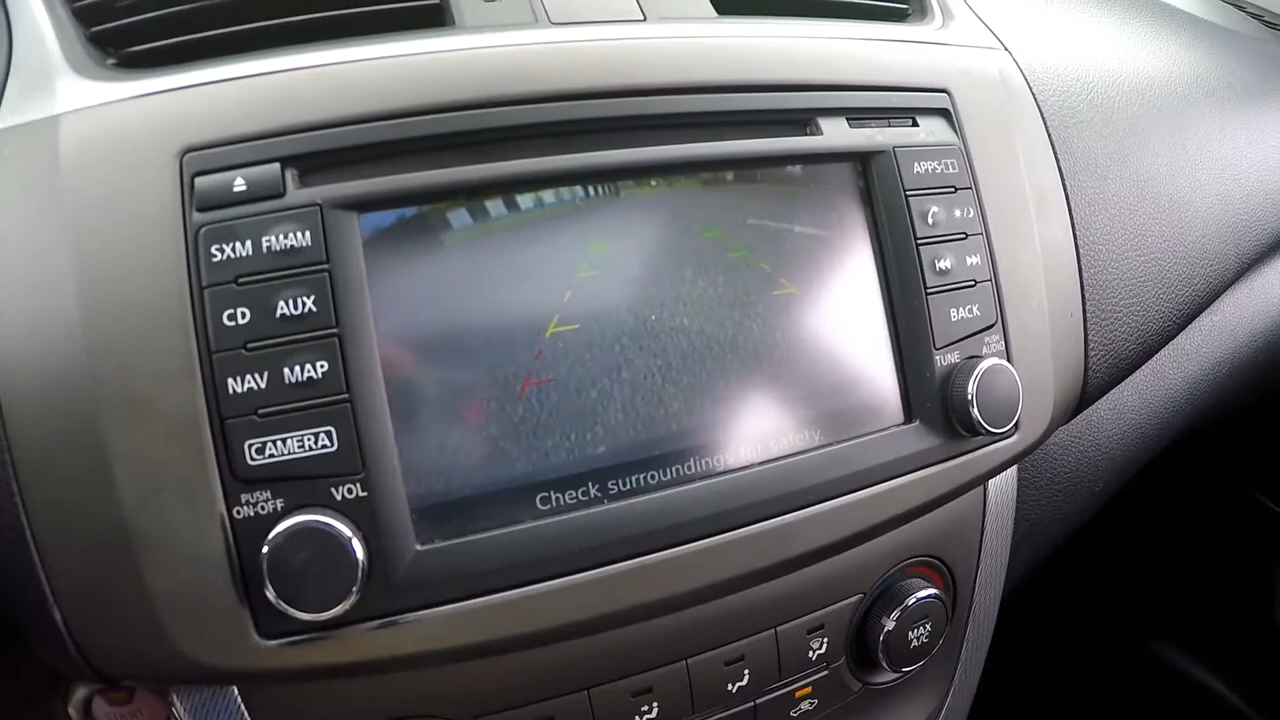 SXM FM·AM
CD AUX
NAV MAP
CAMERA
PUSH
ON·OFF
VOL
Check surroundings for safety.
APPS
BACK
TUNE
PUSH
AUDIO
MAX
A/C
START